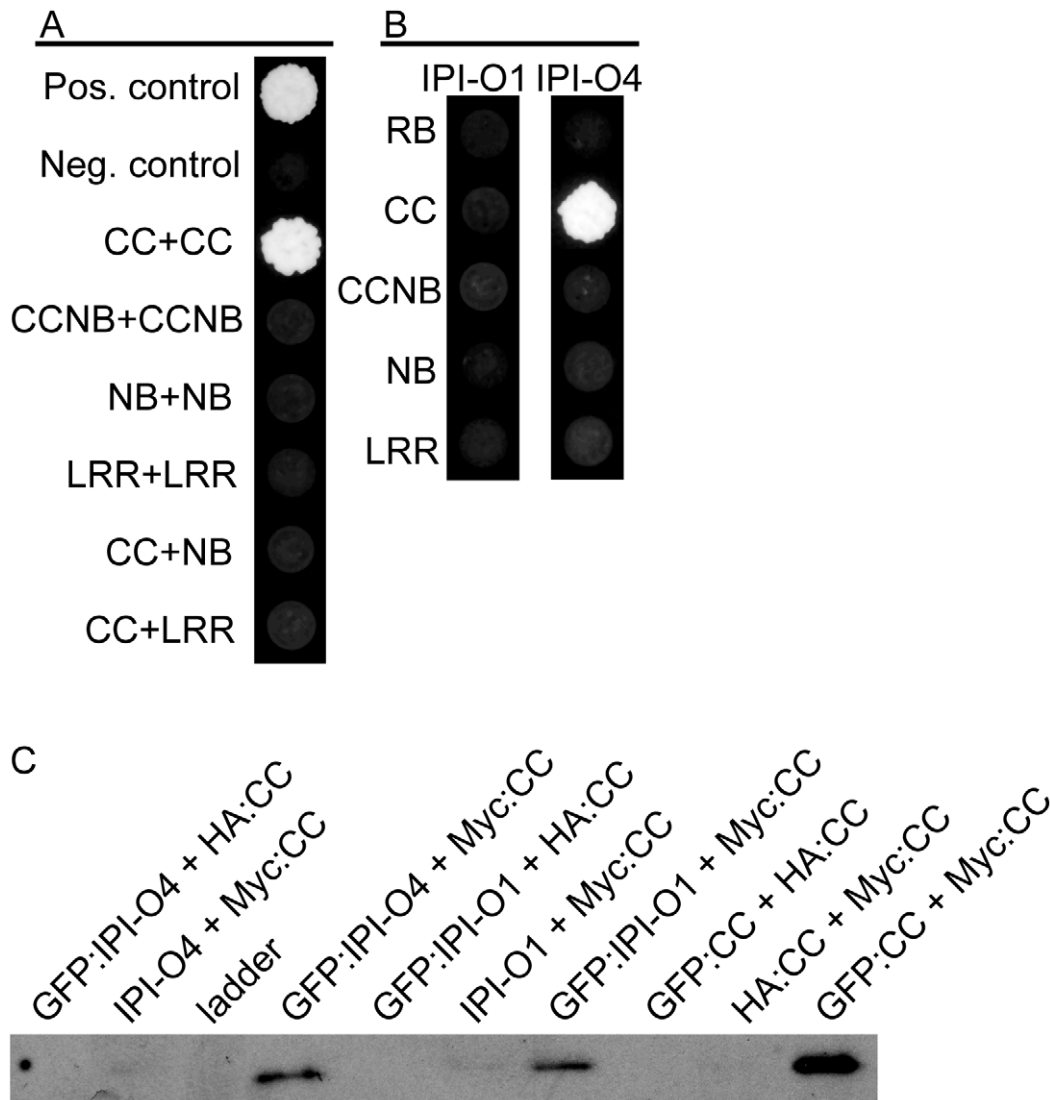 A
Pos. control
Neg. control
CC+CC
CCNB+CCNB
NB+NB
LRR+LRR
CC+NB
CC+LRR
B
IPI-O1 IPI-O4
RB
CC
CCNB
NB
LRR
C
GFP:IPI-O4 + HA:CC
IPI-O4 + Myc:CC
ladder
GFP:IPI-O4 + Myc:CC
GFP:IPI-O1 + HA:CC
IPI-O1 + Myc:CC
GFP:IPI-O1 + Myc:CC
GFP:CC + HA:CC
HA:CC + Myc:CC
GFP:CC + Myc:CC